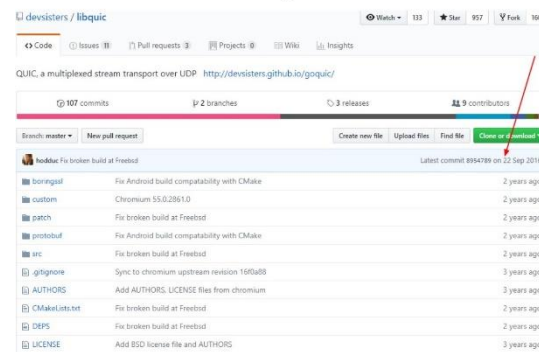 devsisters / libquic
Watch 133 Star 957 Fork
Code Issues 11 Pull requests 3 Projects 0 Wiki Insights
QUIC, a multiplexed stream transport over UDP http://devsisters.github.io/goquic/
107 commits 2 branches 3 releases 9 contributors
Branch: master New pull request Create new file Upload files Find file Clone or download
hodduc Fix broken build at Freebsd Latest commit 8954789 on 22 Sep 201
boringssl Fix Android build compatability with CMake 2 years ago
custom Chromium 55.0.2861.0 2 years ago
patch Fix broken build at Freebsd 2 years ago
protobuf Fix Android build compatability with CMake 2 years ago
src Fix broken build at Freebsd 2 years ago
.gitignore Sync to chromium upstream revision 16f0a88 3 years ago
AUTHORS Add AUTHORS, LICENSE files from chromium 3 years ago
CMakeLists.txt Fix broken build at Freebsd 2 years ago
DEPS Fix broken build at Freebsd 2 years ago
LICENSE Add BSD license file and AUTHORS 3 years ago